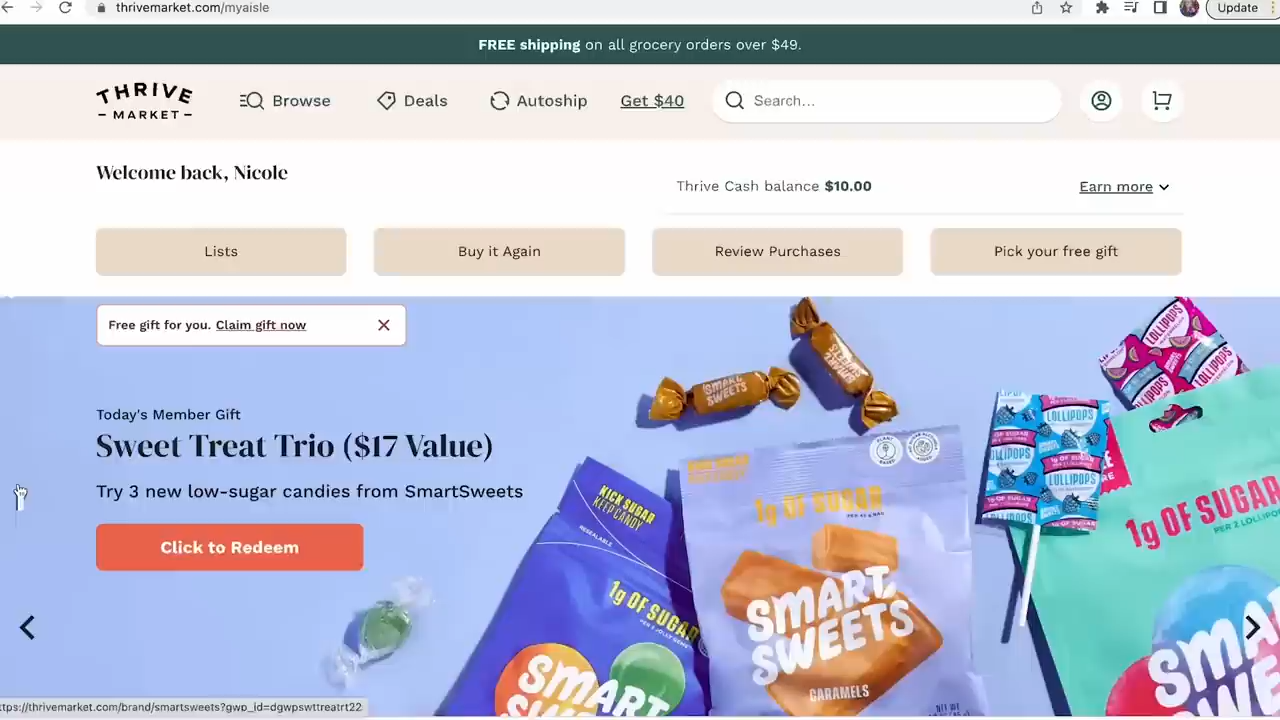 thrivemarket.com/myaisle
Update
FREE shipping on all grocery orders over $49.
THRIVE
MARKET
Browse
Deals
Autoship
Get $40
Search...
Welcome back, Nicole
Thrive Cash balance $10.00
Earn more
Lists
Buy it Again
Review Purchases
Pick your free gift
Free gift for you. Claim gift now
Today's Member Gift
Sweet Treat Trio ($17 Value)
Try 3 new low-sugar candies from SmartSweets
Click to Redeem
KICK SUGAR
KEEP CANDY
RESEALABLE
1g OF SUGAR
SMART
SWEETS
1g OF SUGAR
SMART
SWEETS
CARAMELS
LOLLIPOPS
LOLLIPOPS
LOLLIPOPS
1g OF SUGAR
ttps://thrivemarket.com/brand/smartsweets?gwp_id=dgwpswttreatrt22